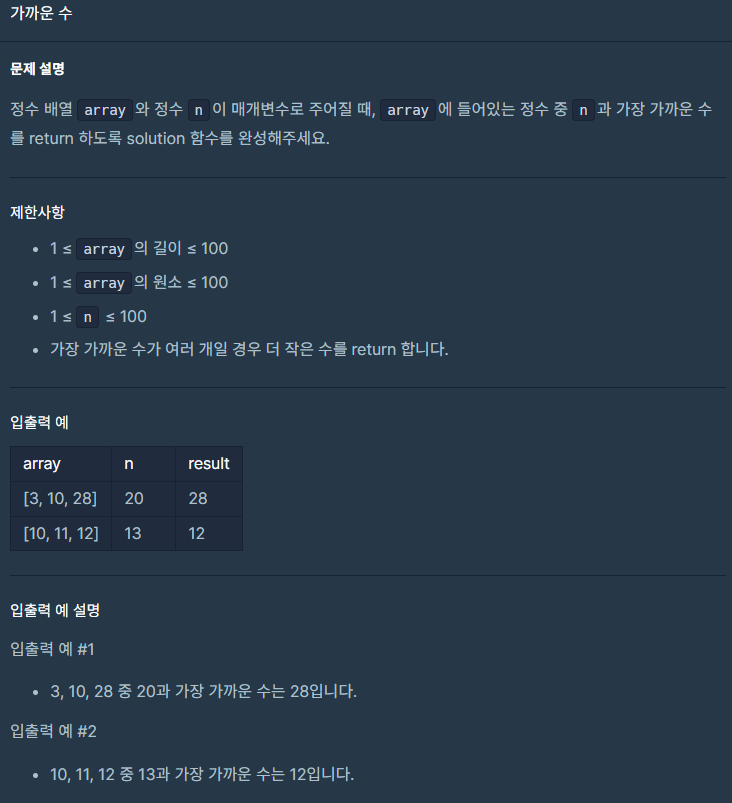 가까운 수
문제 설명
정수 배열 array와 정수 n이 매개변수로 주어질 때, array에 들어있는 정수 중 n과 가장 가까운 수
를 return 하도록 solution 함수를 완성해주세요.
제한사항
• 1 ≤ array의 길이 ≤ 100
• 1 ≤ array의 원소 ≤ 100
• 1 ≤ n ≤ 100
• 가장 가까운 수가 여러 개일 경우 더 작은 수를 return 합니다.
입출력 예
array n result
[3, 10, 28] 20 28
[10, 11, 12] 13 12
입출력 예 설명
입출력 예 #1
• 3, 10, 28 중 20과 가장 가까운 수는 28입니다.
입출력 예 #2
• 10, 11, 12 중 13과 가장 가까운 수는 12입니다.